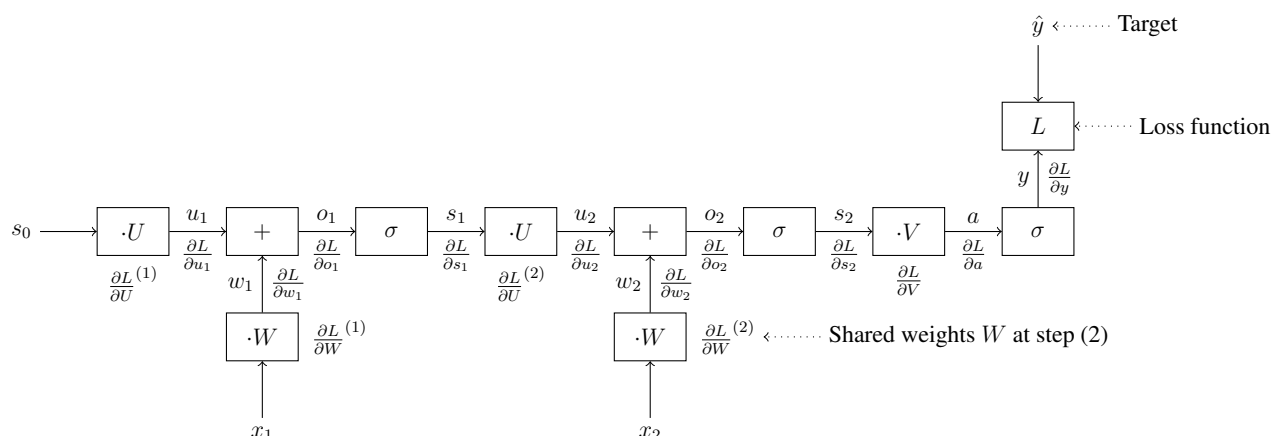 ŷ Target
L Loss function
y ∂L/∂y
s₀ ·U u₁ + o₁ σ s₁ ·U u₂ + o₂ σ s₂ ·V a σ
∂L/∂u₁ ∂L/∂o₁ ∂L/∂s₁ ∂L/∂u₂ ∂L/∂o₂ ∂L/∂s₂ ∂L/∂a
∂L/∂U⁽¹⁾ w₁ ∂L/∂w₁ ∂L/∂U⁽²⁾ w₂ ∂L/∂w₂ ∂L/∂V
·W ∂L/∂W⁽¹⁾ ·W ∂L/∂W⁽²⁾ Shared weights W at step (2)
x₁ x₂